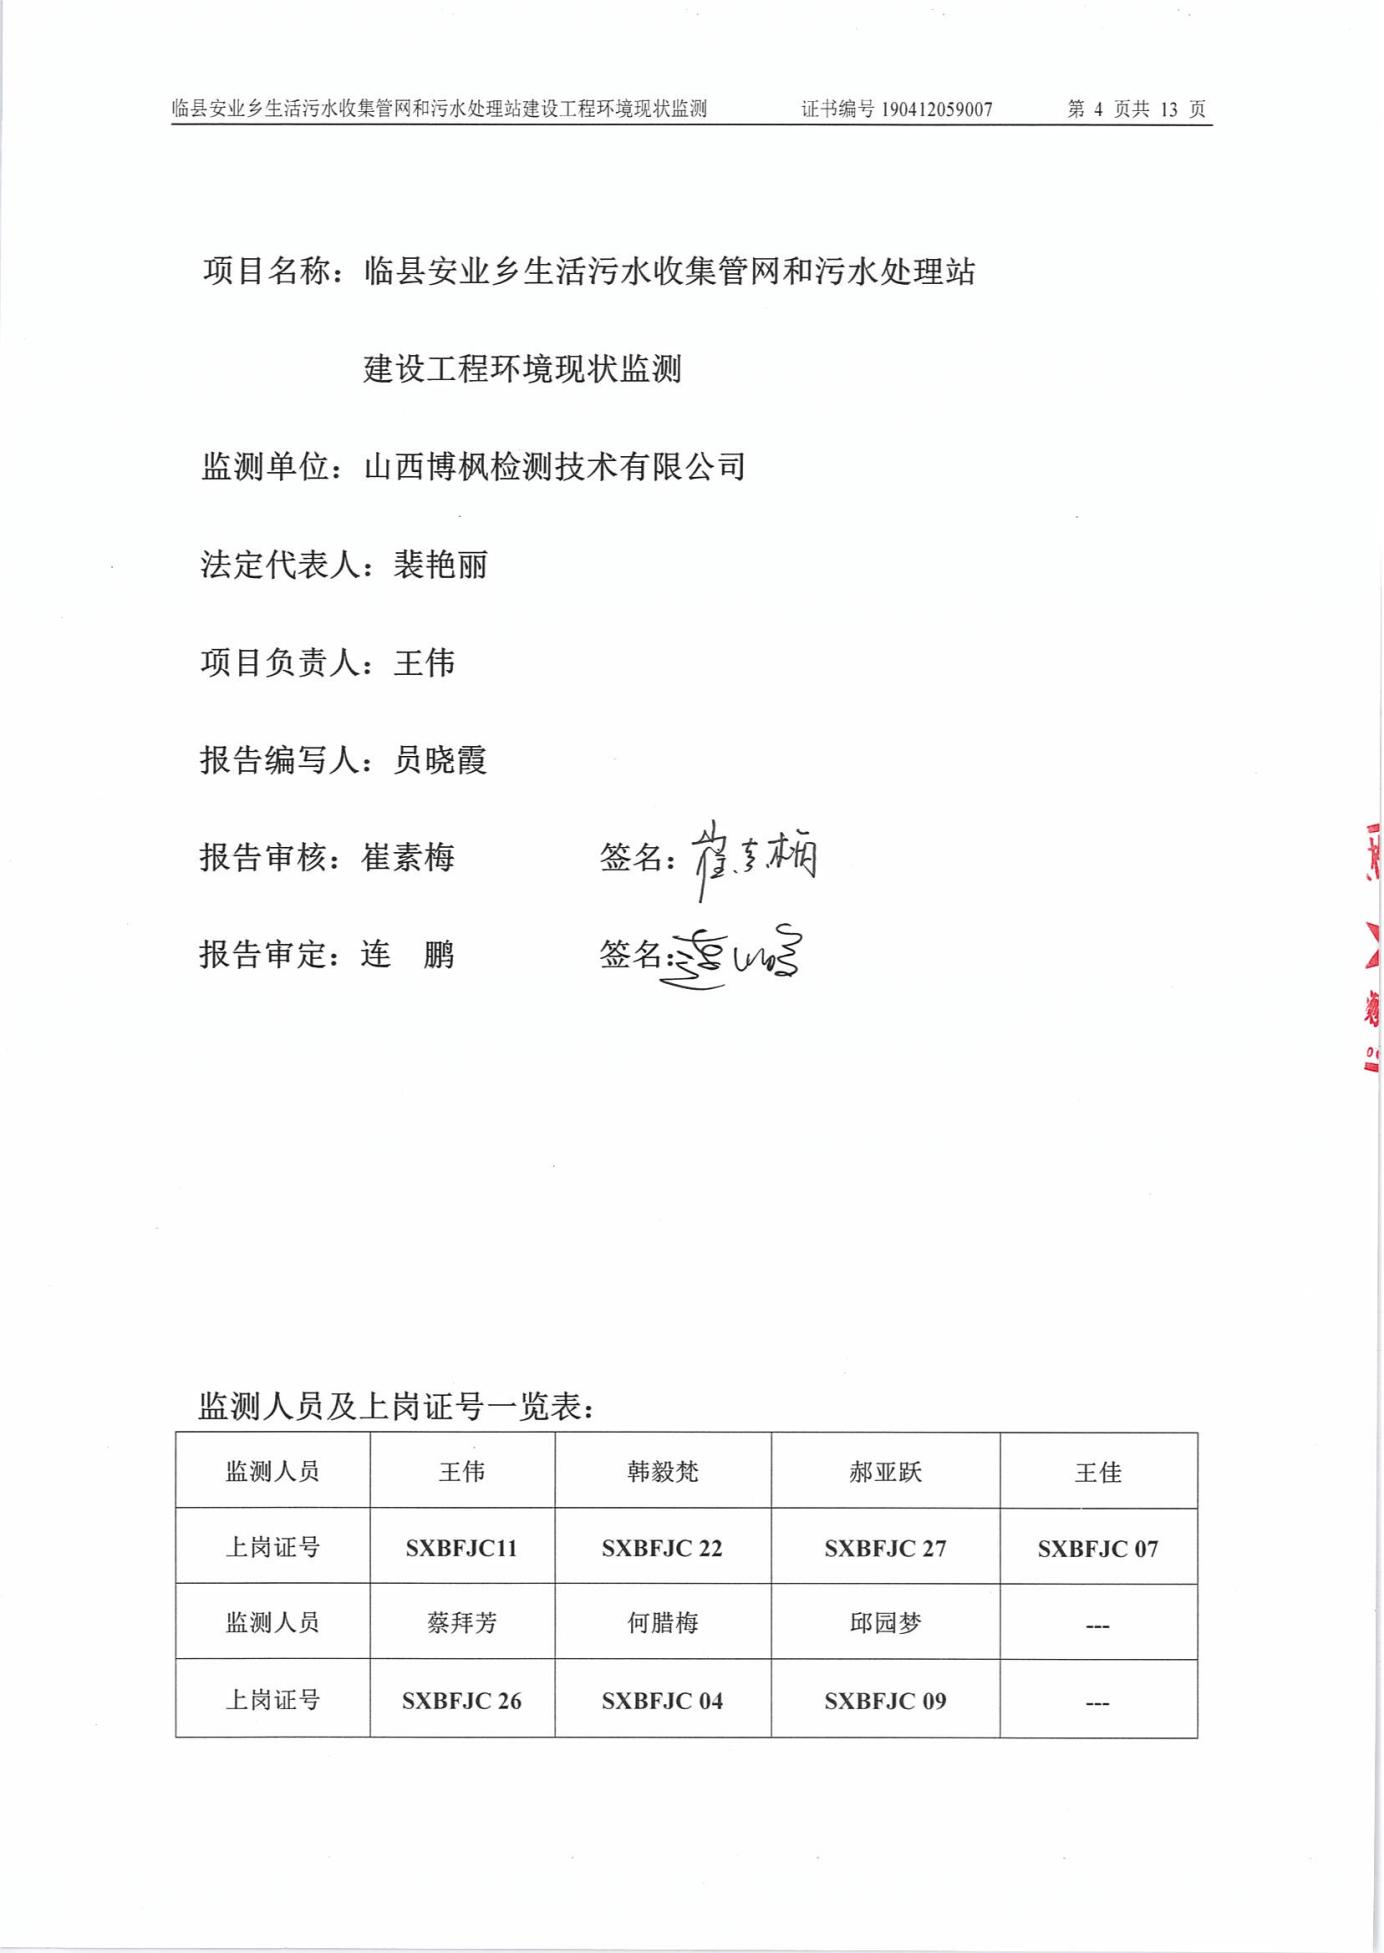 临县安业乡生活污水收集管网和污水处理站建设工程环境现状监测 证书编号 190412059007 第 4 页共 13 页
项目名称：临县安业乡生活污水收集管网和污水处理站
建设工程环境现状监测
监测单位：山西博枫检测技术有限公司
法定代表人：裴艳丽
项目负责人：王伟
报告编写人：员晓霞
报告审核：崔素梅 签名：崔素梅
报告审定：连 鹏 签名：连鹏
监测人员及上岗证号一览表：
监测人员 王伟 韩毅梵 郝亚跃 王佳
上岗证号 SXBFJC11 SXBFJC 22 SXBFJC 27 SXBFJC 07
监测人员 蔡拜芳 何腊梅 邱园梦 ---
上岗证号 SXBFJC 26 SXBFJC 04 SXBFJC 09 ---